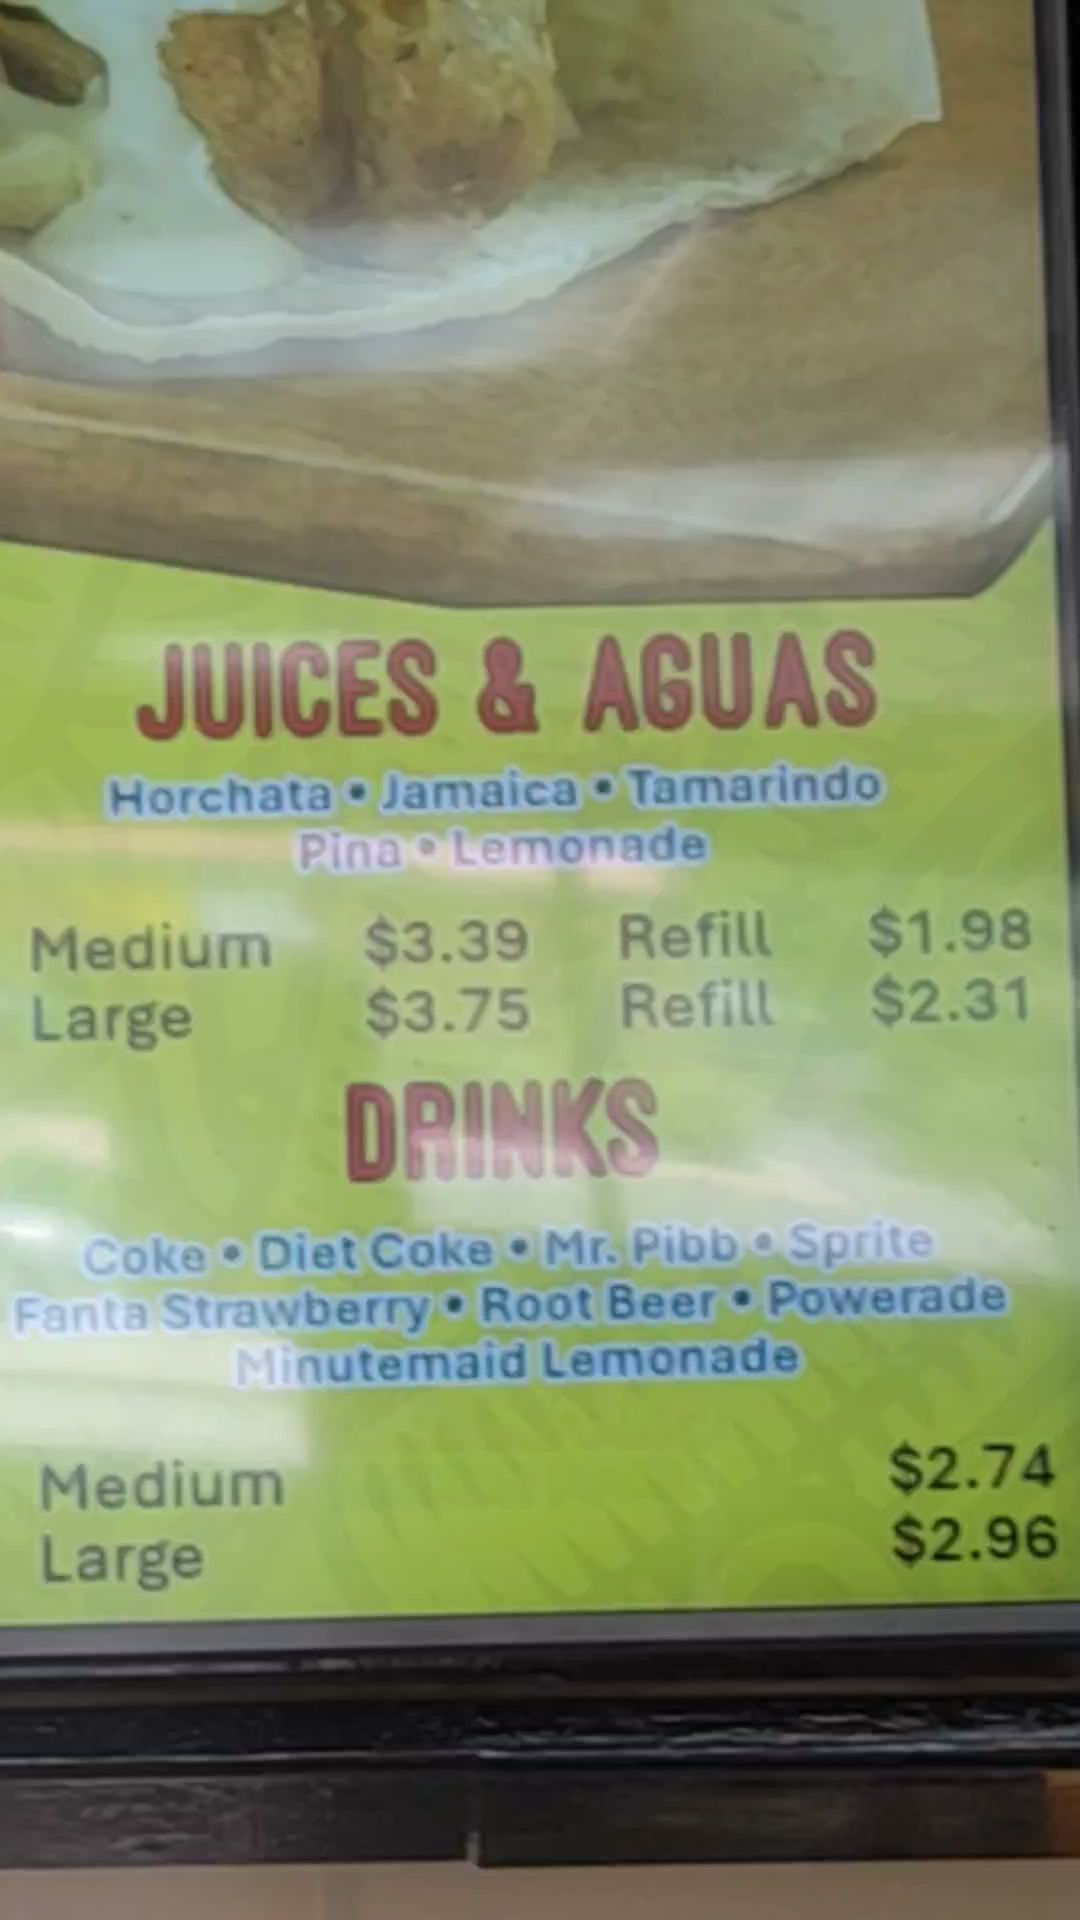 JUICES & AGUAS
Horchata • Jamaica • Tamarindo
Pina • Lemonade
Medium $3.39 Refill $1.98
Large $3.75 Refill $2.31
DRINKS
Coke • Diet Coke • Mr. Pibb • Sprite
Fanta Strawberry • Root Beer • Powerade
Minutemaid Lemonade
Medium $2.74
Large $2.96